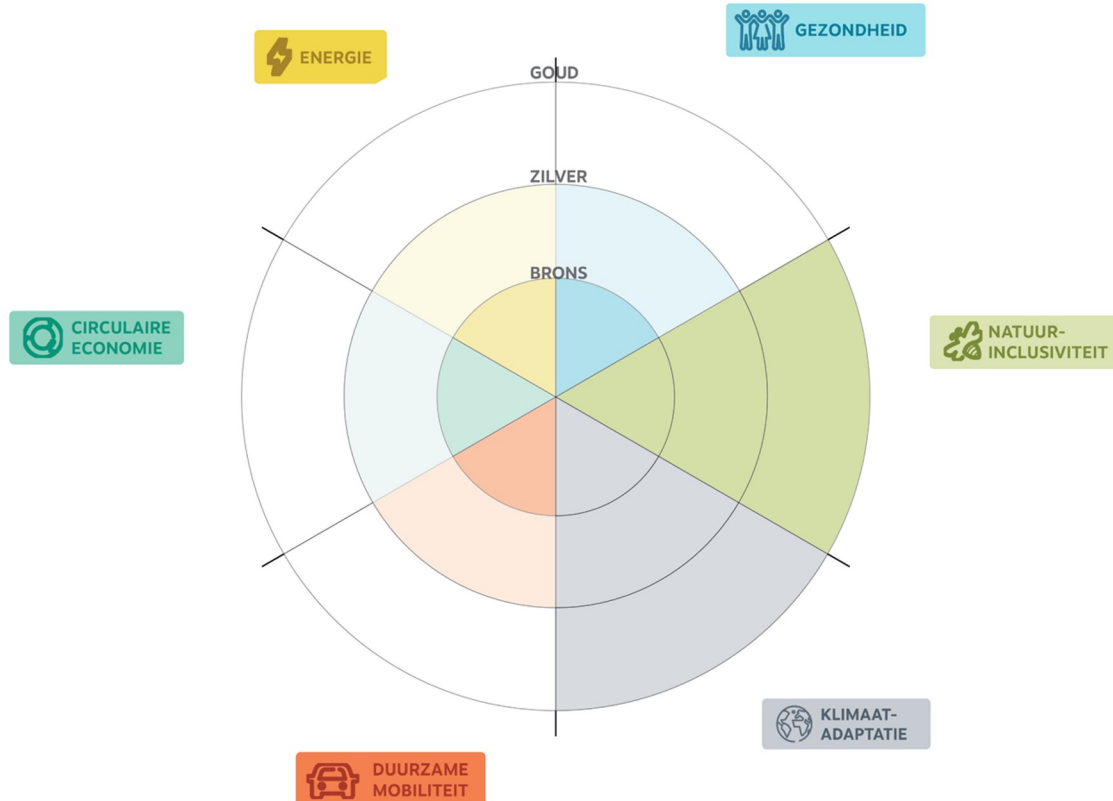 GEZONDHEID
ENERGIE
GOUD
ZILVER
BRONS
CIRCULAIRE
ECONOMIE
NATUUR-
INCLUSIVITEIT
KLIMAAT-
ADAPTATIE
DUURZAME
MOBILITEIT